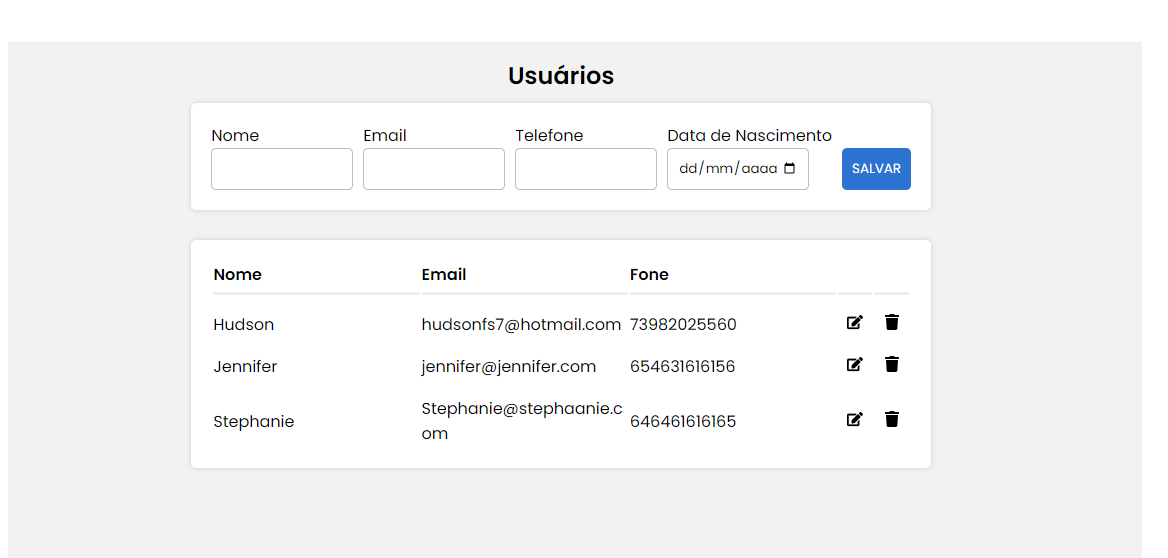 Usuários
Nome Email Telefone Data de Nascimento
dd/mm/aaaa SALVAR
Nome Email Fone
Hudson hudsonfs7@hotmail.com 73982025560
Jennifer jennifer@jennifer.com 654631616156
Stephanie Stephanie@stephaanie.c 646461616165
om